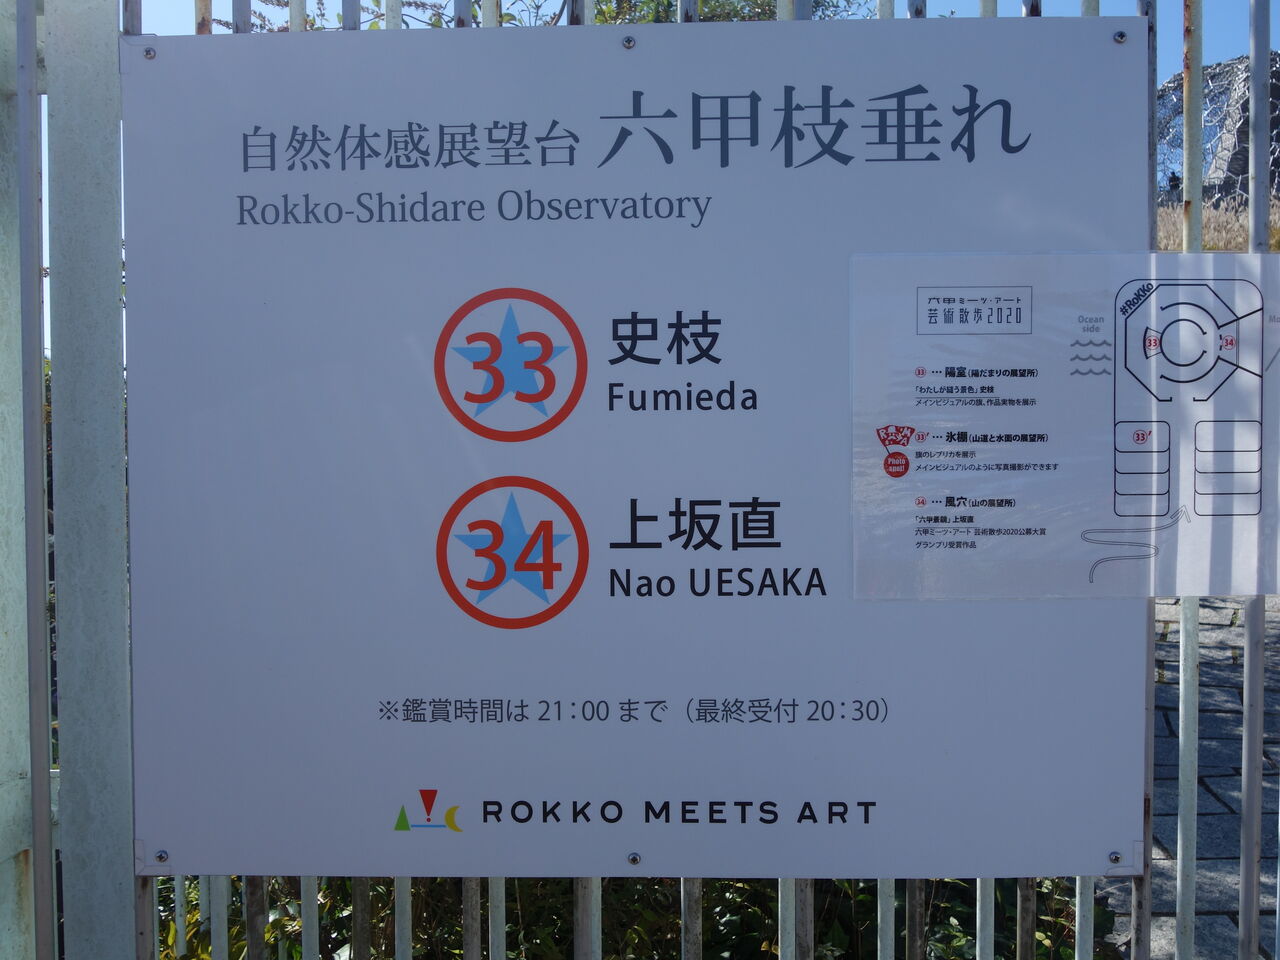 自然体感展望台 六甲枝垂れ
Rokko-Shidare Observatory
33
史枝
Fumieda
34
上坂直
Nao UESAKA
※鑑賞時間は 21:00 まで（最終受付 20:30）
ROKKO MEETS ART
六甲ミーツ・アート
芸術散歩2020
33 … 陽室(陽だまりの展望所)
「わたしが縫う景色」史枝
メインビジュアルの旗、作品実物を展示
Photo
spot!
33' … 氷棚(山道と水面の展望所)
旗のレプリカを展示
メインビジュアルのように写真撮影ができます
34 … 風穴(山の展望所)
上坂直
六甲ミーツ・アート 芸術散歩2020公募大賞
グランプリ受賞作品
#RoKKo
Ocean
side
Mo
33
34
33'